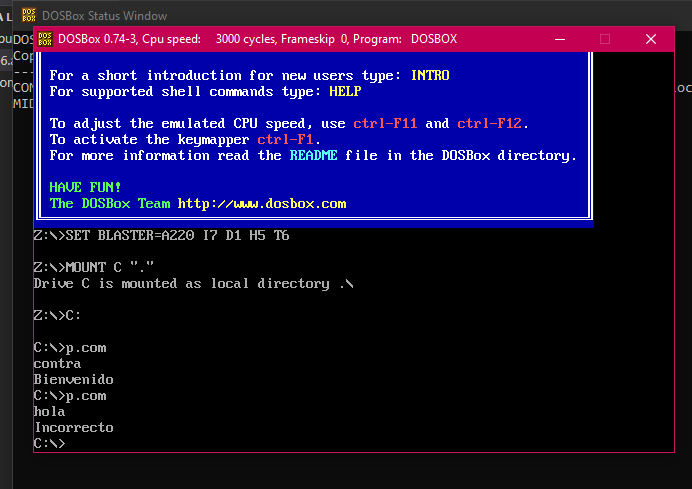 DOSBox Status Window
DOSBox 0.74-3, Cpu speed: 3000 cycles, Frameskip 0, Program: DOSBOX
For a short introduction for new users type: INTRO
For supported shell commands type: HELP
To adjust the emulated CPU speed, use ctrl-F11 and ctrl-F12.
To activate the keymapper ctrl-F1.
For more information read the README file in the DOSBox directory.
HAVE FUN!
The DOSBox Team http://www.dosbox.com
Z:\>SET BLASTER=A220 I7 D1 H5 T6
Z:\>MOUNT C "."
Drive C is mounted as local directory .\
Z:\>C:
C:\>p.com
contra
Bienvenido
C:\>p.com
hola
Incorrecto
C:\>